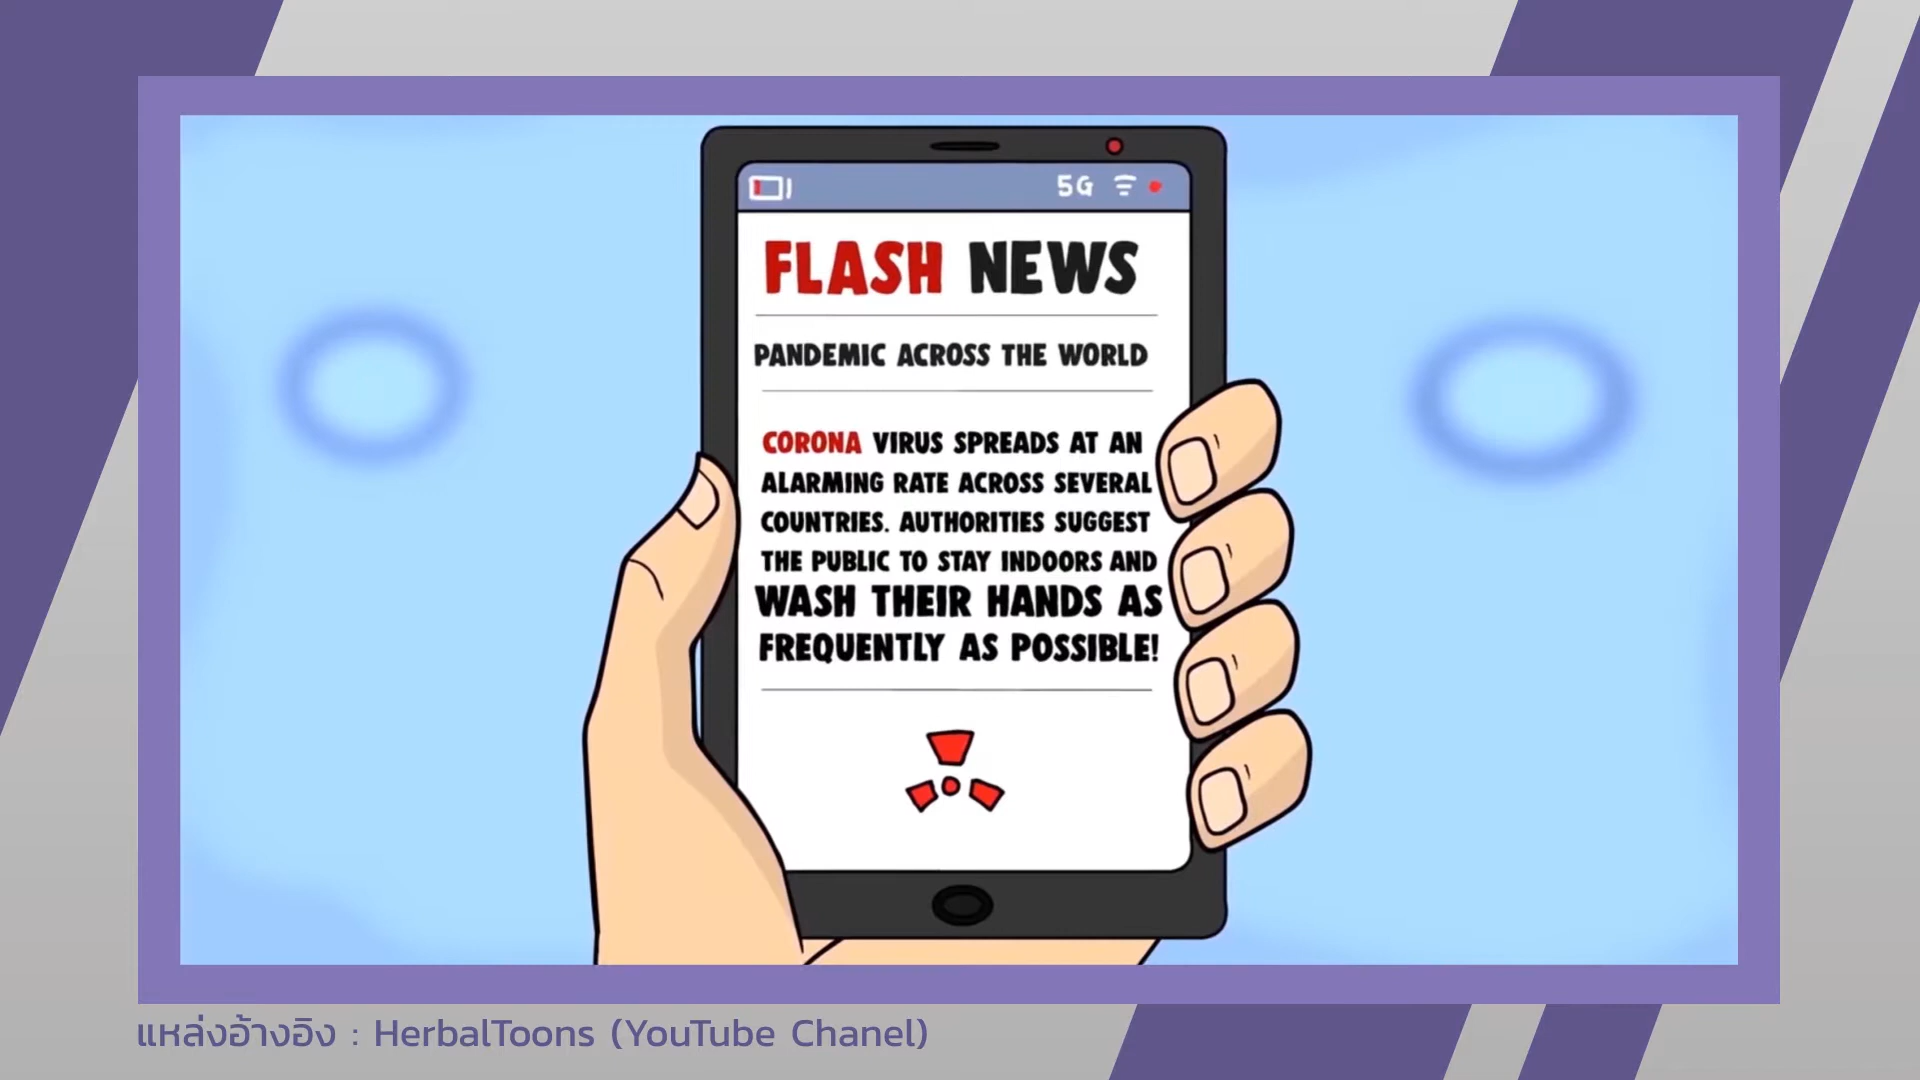 5G
FLASH NEWS
PANDEMIC ACROSS THE WORLD
CORONA VIRUS SPREADS AT AN
ALARMING RATE ACROSS SEVERAL
COUNTRIES. AUTHORITIES SUGGEST
THE PUBLIC TO STAY INDOORS AND
WASH THEIR HANDS AS
FREQUENTLY AS POSSIBLE!
แหล่งอ้างอิง : HerbalToons (YouTube Chanel)